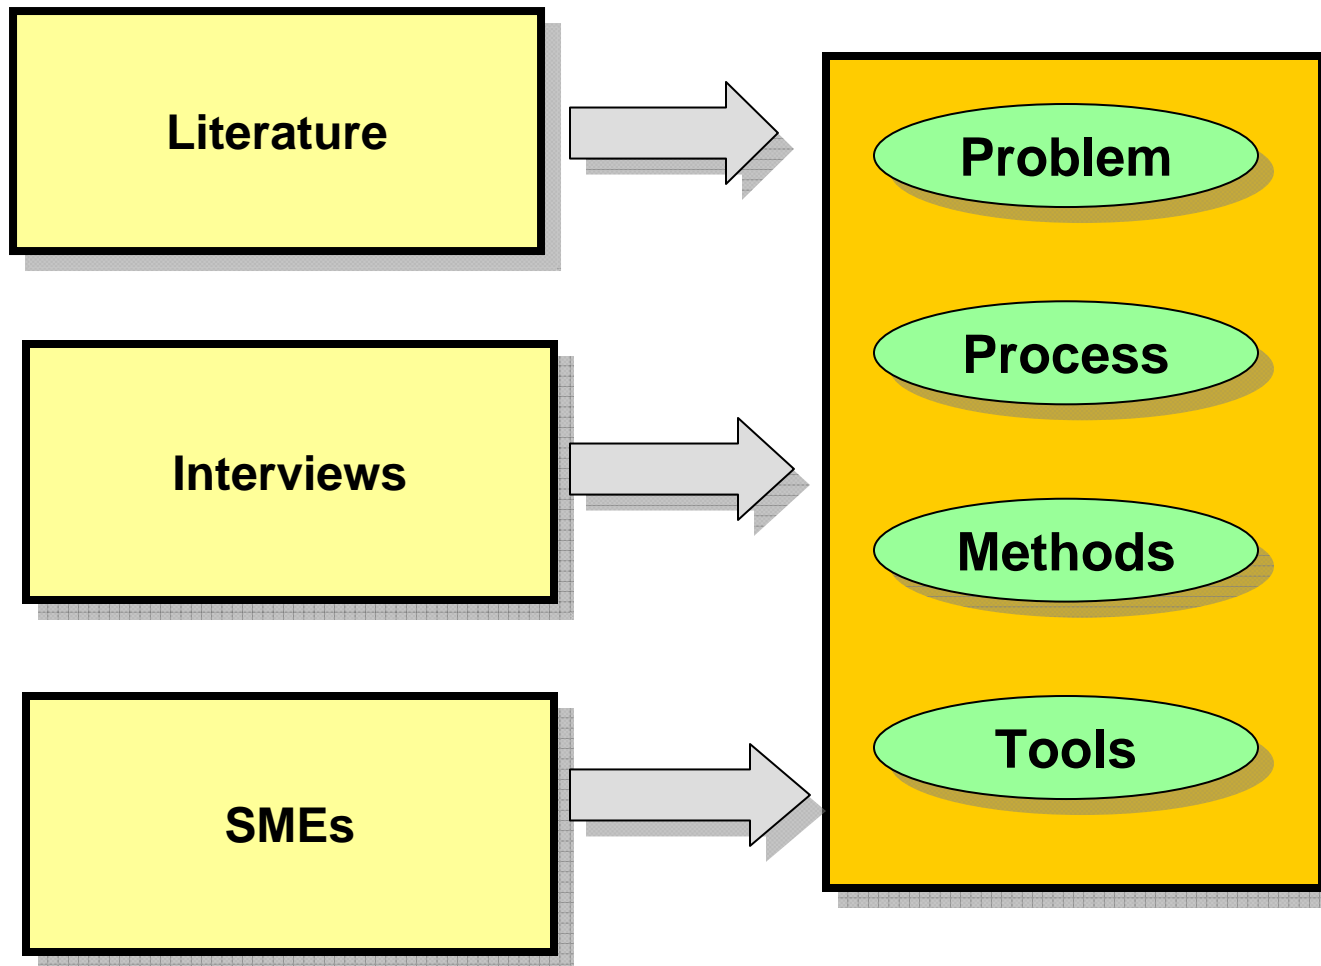 Literature
Interviews
SMEs
Problem
Process
Methods
Tools